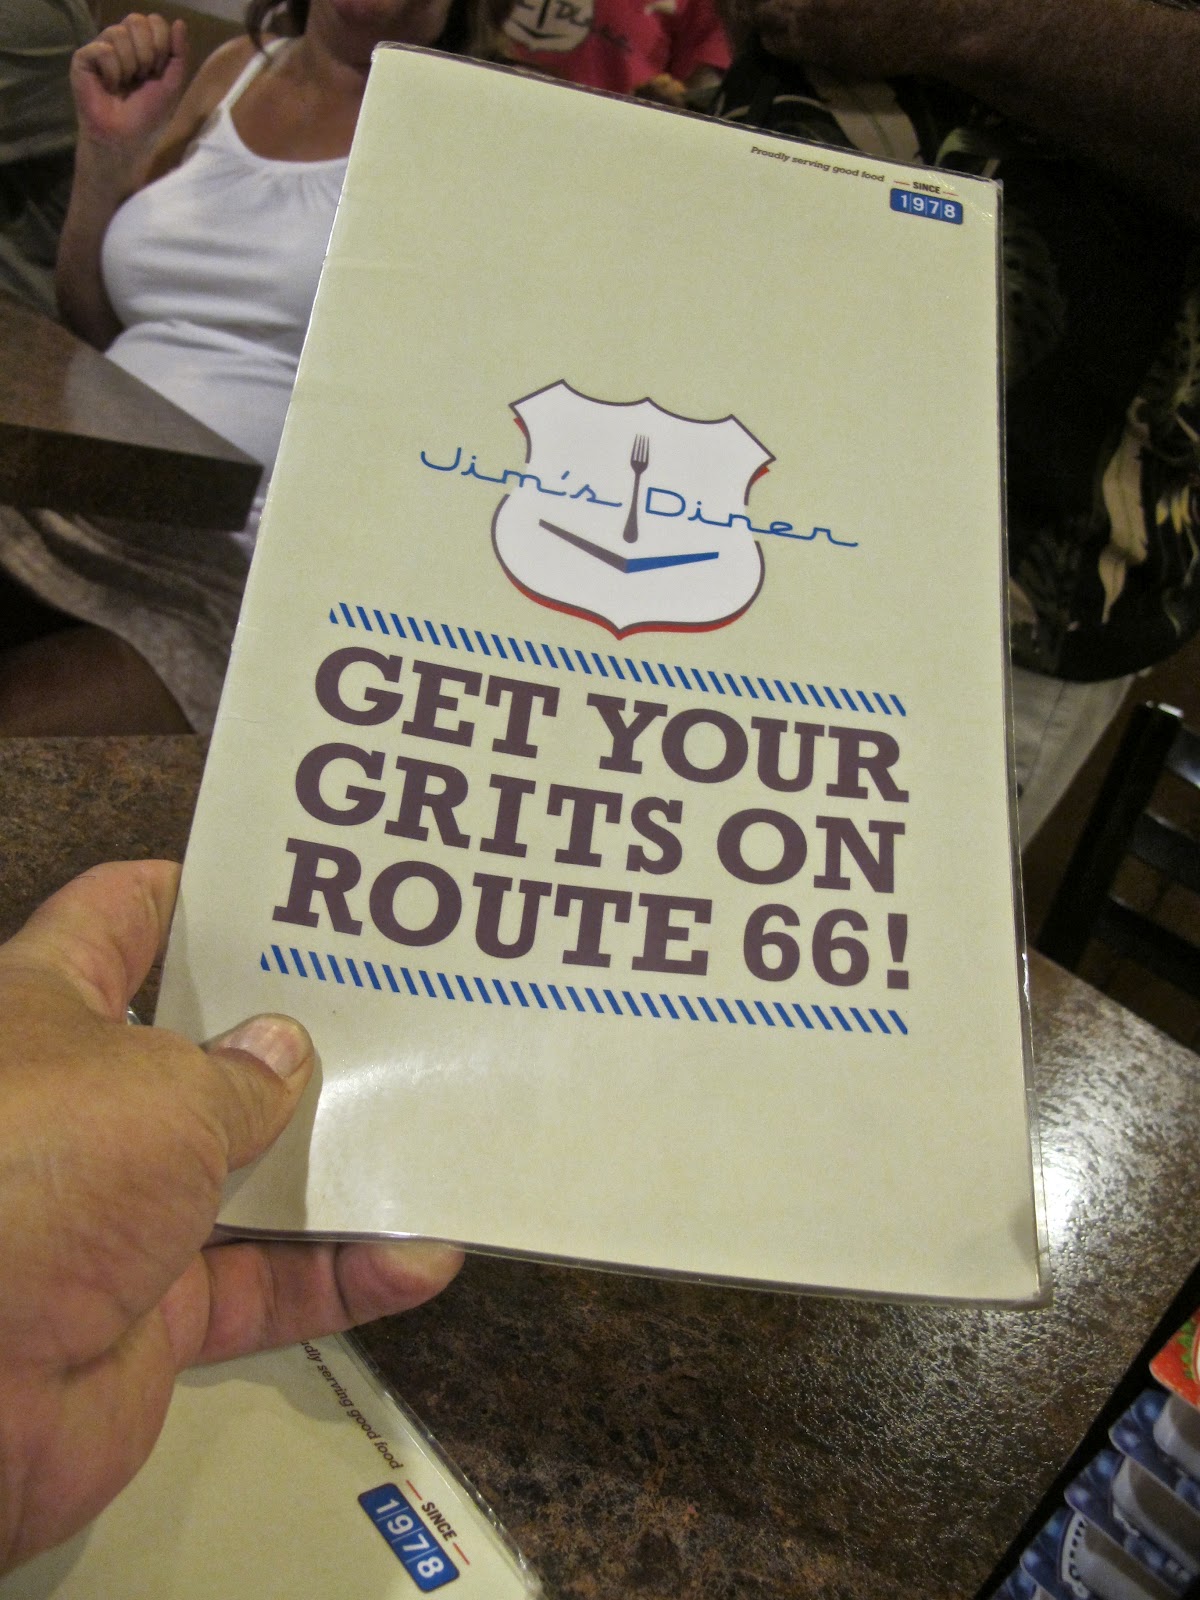 Proudly serving good food
SINCE
1978
Jim's Diner
GET YOUR
GRITS ON
ROUTE 66!
serving good food
SINCE
1978